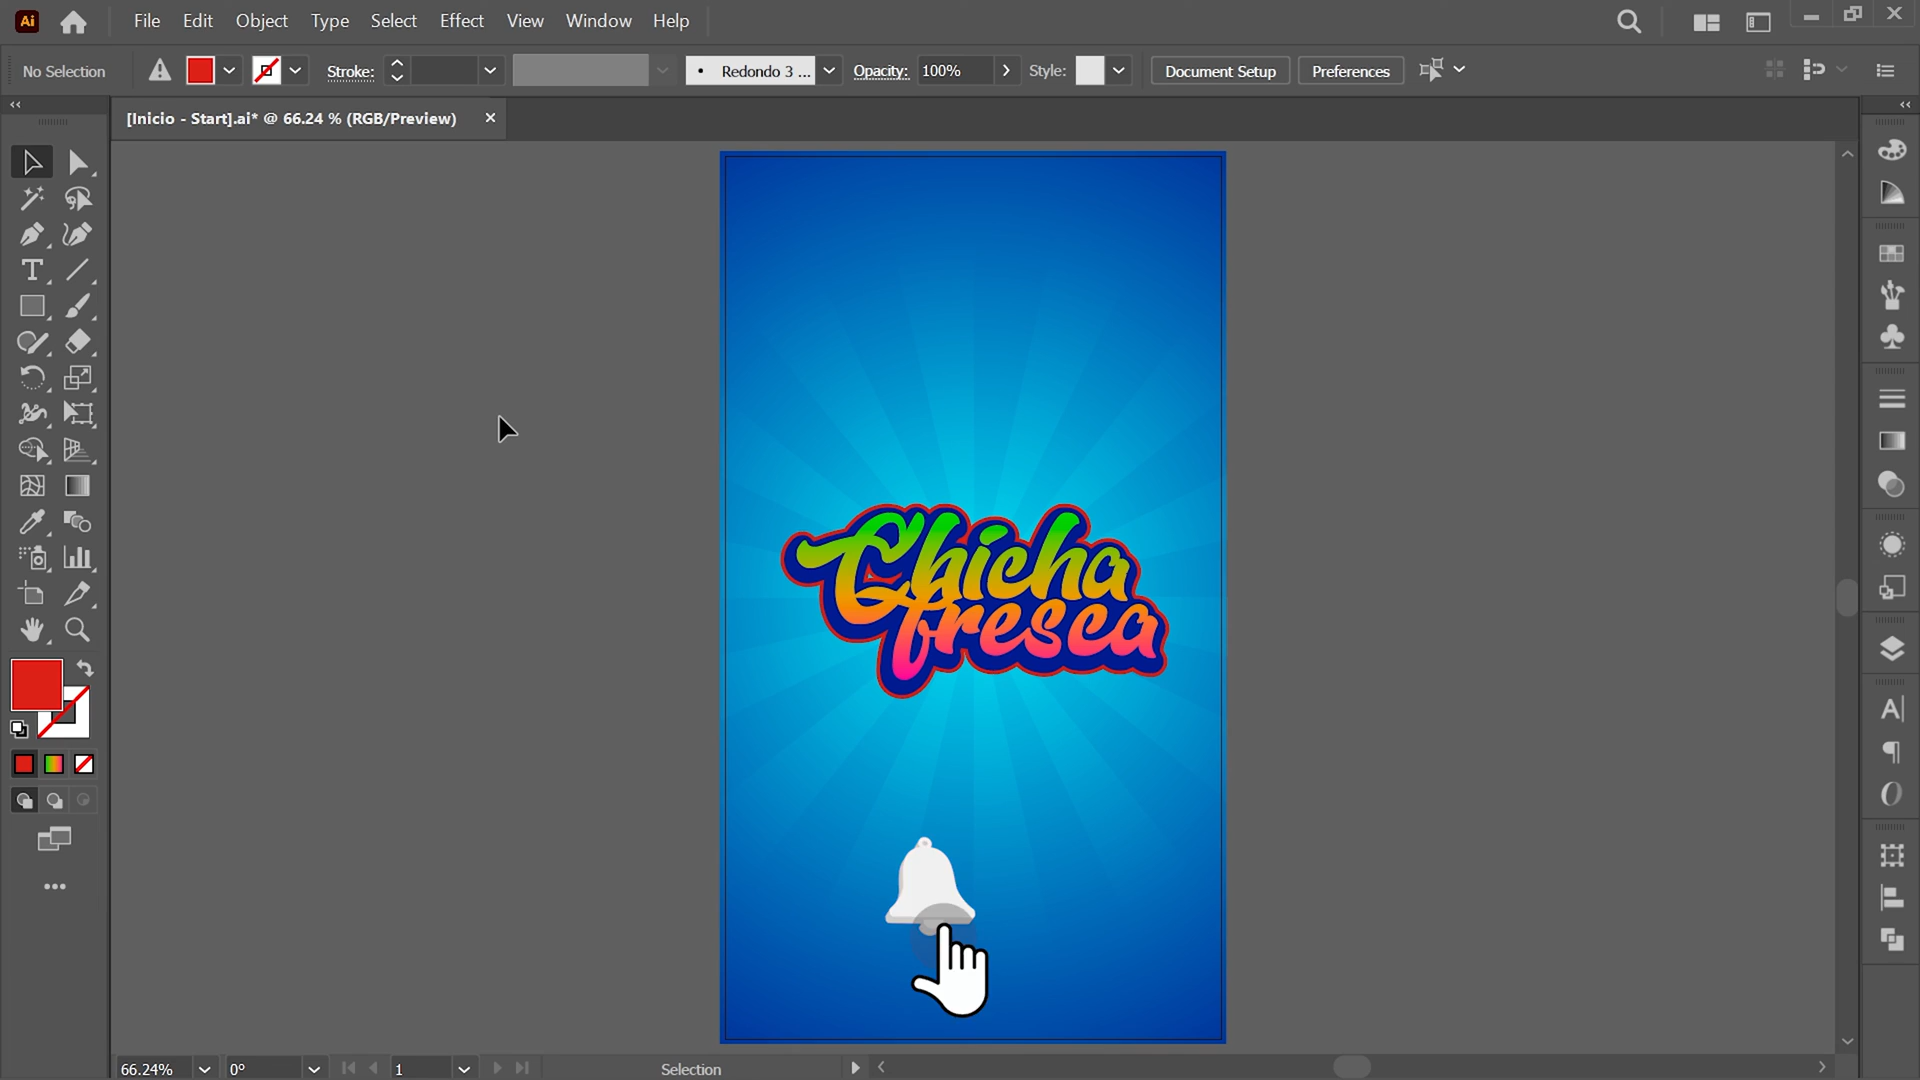 Ai File Edit Object Type Select Effect View Window Help
No Selection Stroke: Redondo 3 ... Opacity: 100% Style: Document Setup Preferences
[Inicio - Start].ai* @ 66.24 % (RGB/Preview)
Chicha
fresca
66.24% 0° 1 Selection